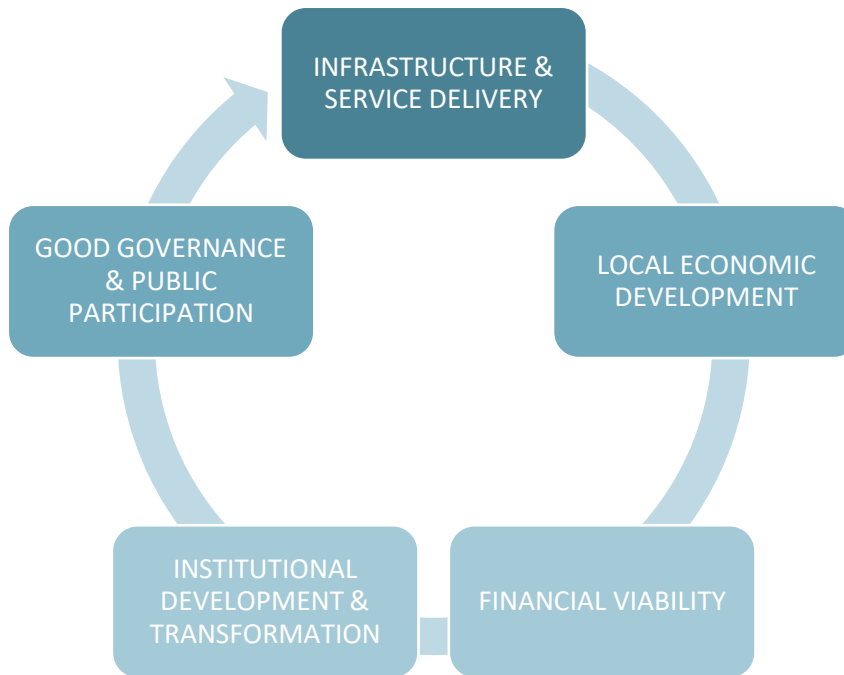 INFRASTRUCTURE &
SERVICE DELIVERY
LOCAL ECONOMIC
DEVELOPMENT
FINANCIAL VIABILITY
INSTITUTIONAL
DEVELOPMENT &
TRANSFORMATION
GOOD GOVERNANCE
& PUBLIC
PARTICIPATION